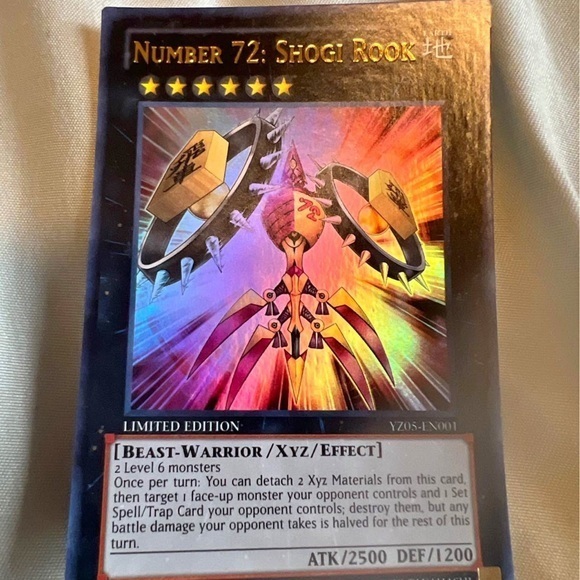 NUMBER 72: SHOGI ROOK
EARTH
地
72
LIMITED EDITION YZ05-EN001
[BEAST-WARRIOR/XYZ/EFFECT]
2 Level 6 monsters
Once per turn: You can detach 2 Xyz Materials from this card,
then target 1 face-up monster your opponent controls and 1 Set
Spell/Trap Card your opponent controls; destroy them, but any
battle damage your opponent takes is halved for the rest of this
turn.
ATK/2500 DEF/1200